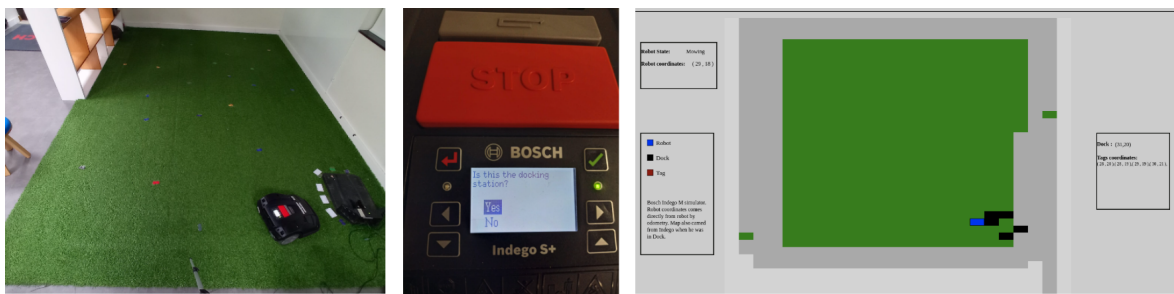 STOP
BOSCH
Is this the docking
station?
Yes
No
Indego S+
Robot State: Mowing
Robot coordinates: ( 29 , 18 )
Robot
Dock
Tag
Bosch Indego M simulator.
Robot coordinates comes
directly from robot by
odometry. Map also coved
from Indego when he was
in Dock.
Dock : (31,20)
Tags coordinates: